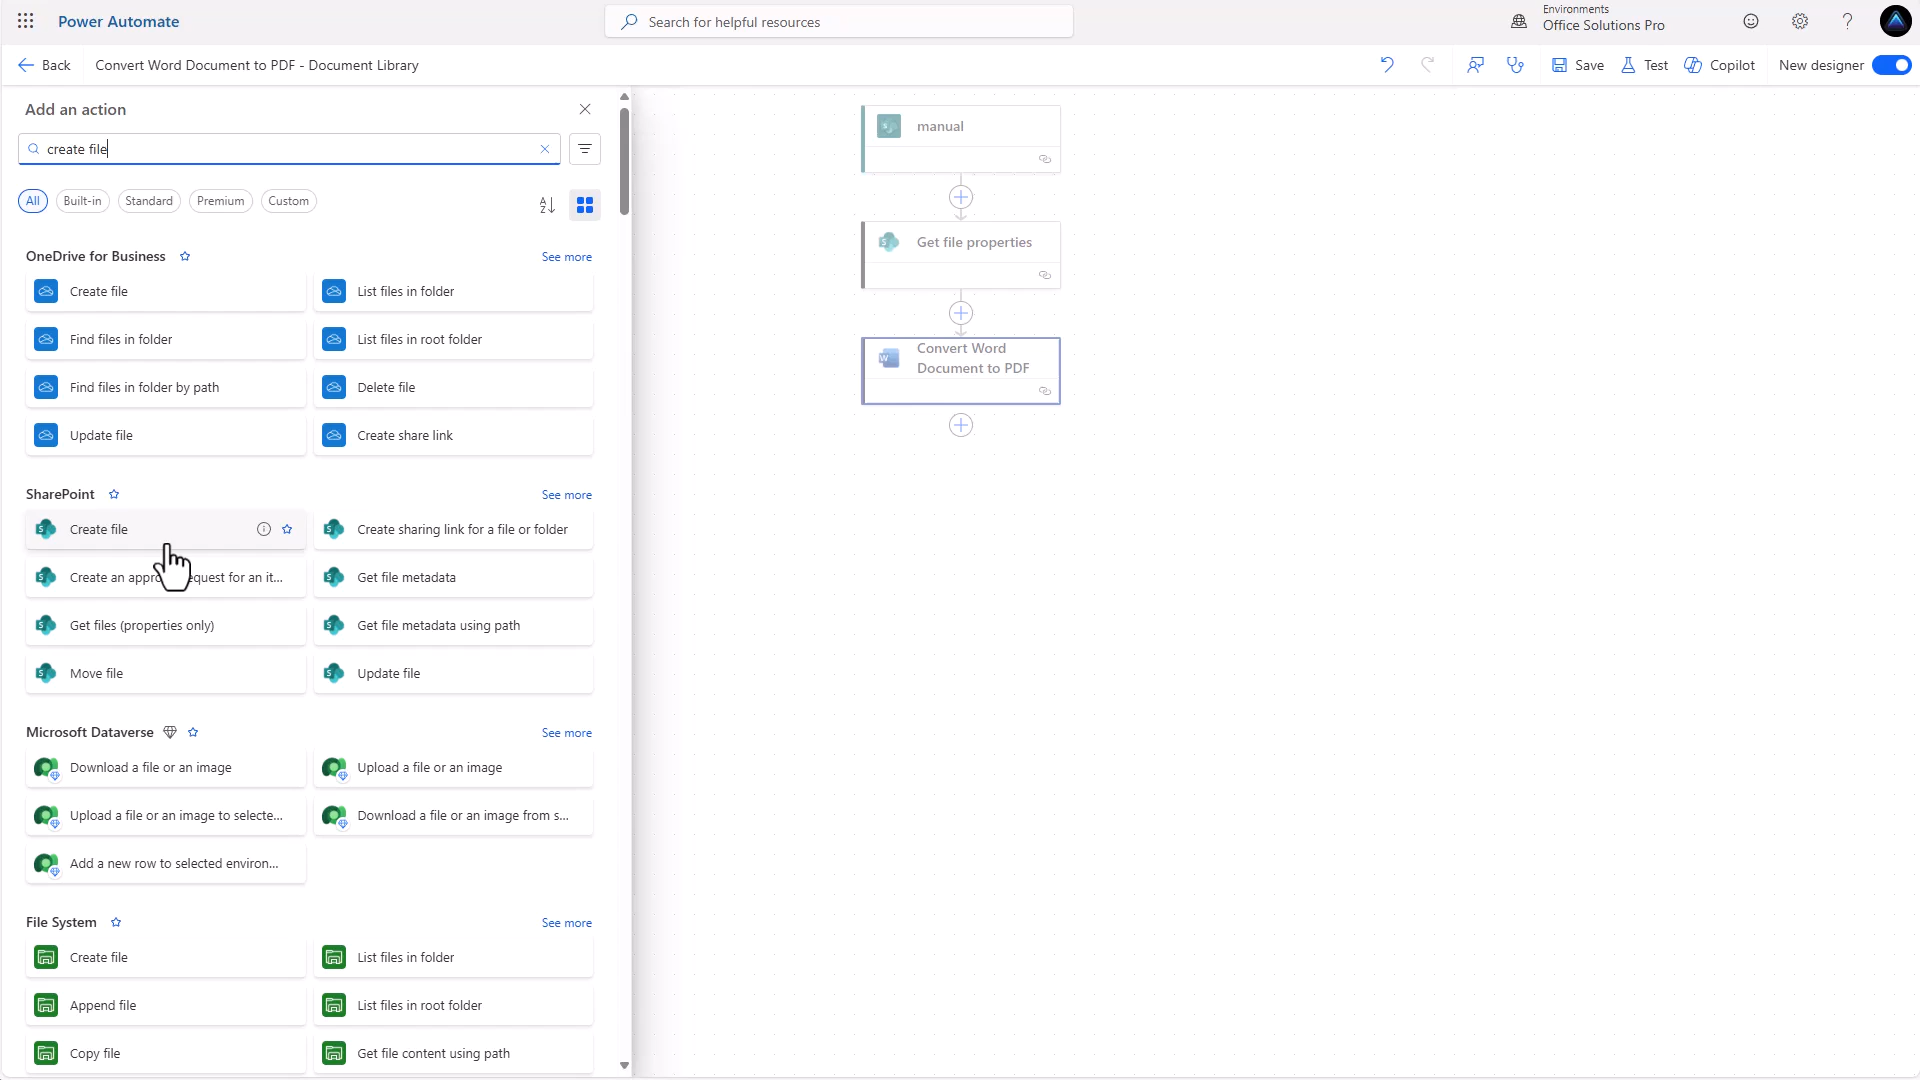 Power Automate
Search for helpful resources
Environments
Office Solutions Pro
Back
Convert Word Document to PDF - Document Library
Save
Test
Copilot
New designer
Add an action
create file
All
Built-in
Standard
Premium
Custom
OneDrive for Business
See more
Create file
List files in folder
Find files in folder
List files in root folder
Find files in folder by path
Delete file
Update file
Create share link
SharePoint
See more
Create file
Create sharing link for a file or folder
Create an appro equest for an it...
Get file metadata
Get files (properties only)
Get file metadata using path
Move file
Update file
Microsoft Dataverse
See more
Download a file or an image
Upload a file or an image
Upload a file or an image to selecte...
Download a file or an image from s...
Add a new row to selected environ...
File System
See more
Create file
List files in folder
Append file
List files in root folder
Copy file
Get file content using path
manual
Get file properties
Convert Word
Document to PDF